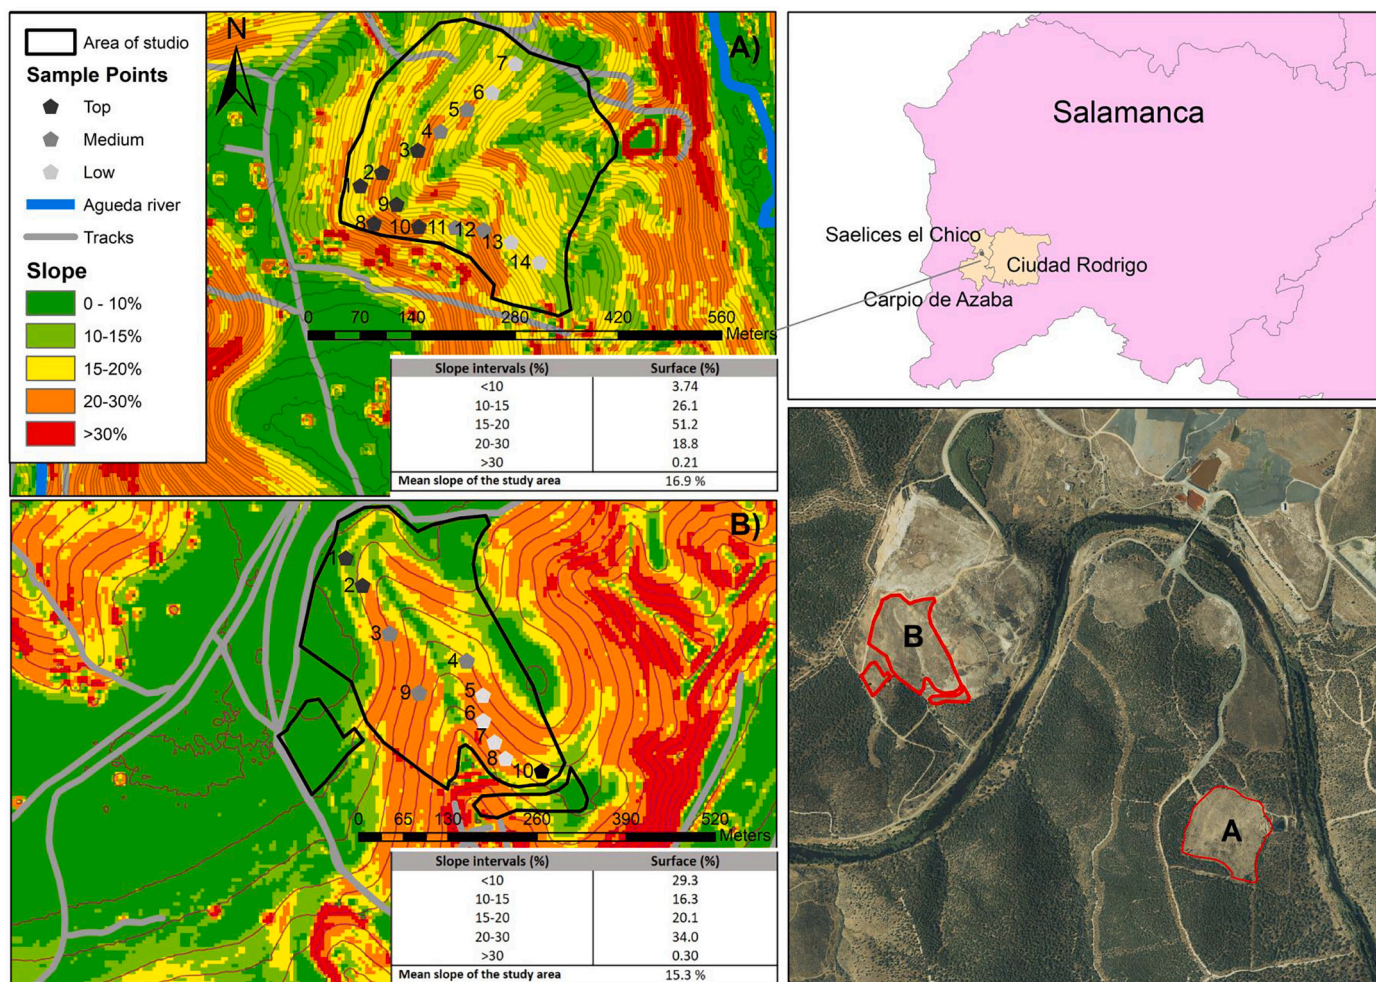 Area of studio
Sample Points
Top
Medium
Low
Agueda river
Tracks
Slope
0 - 10%
10-15%
15-20%
20-30%
>30%
N
A)
7
6
5
4
3
2
1
9
8
10
11
12
13
14
0 70 140 280 420 560
Meters
Slope intervals (%) Surface (%)
<10 3.74
10-15 26.1
15-20 51.2
20-30 18.8
>30 0.21
Mean slope of the study area 16.9 %
Salamanca
Saelices el Chico
Ciudad Rodrigo
Carpio de Azaba
B)
1
2
3
4
9
5
6
7
8
10
0 65 130 260 390 520
Meters
Slope intervals (%) Surface (%)
<10 29.3
10-15 16.3
15-20 20.1
20-30 34.0
>30 0.30
Mean slope of the study area 15.3 %
B
A